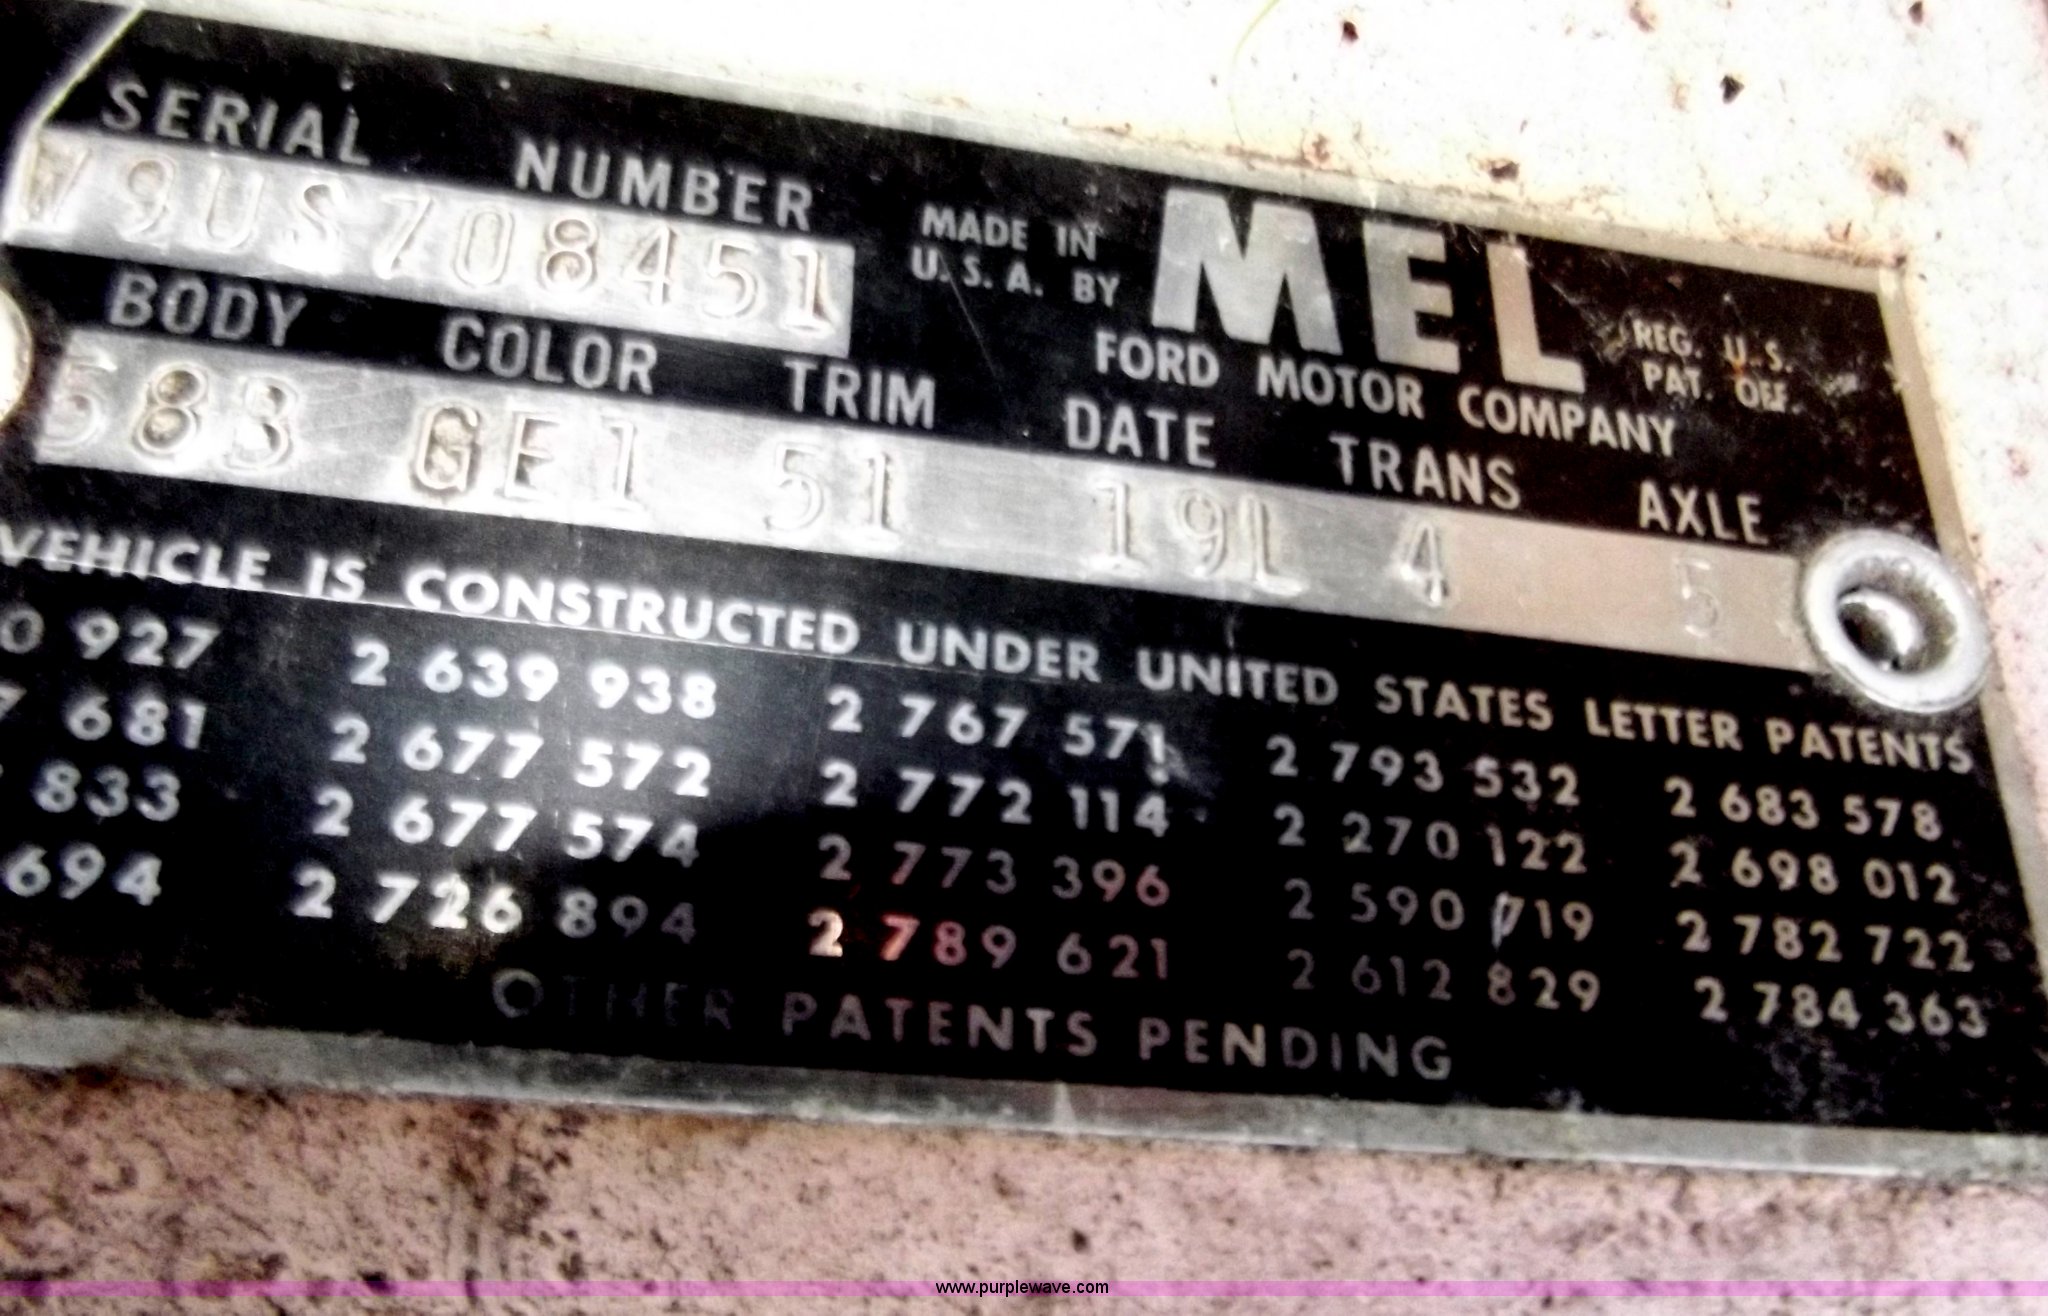 SERIAL NUMBER
W9US708451
MADE IN
U.S.A. BY
MEL
REG. U.S.
PAT. OFF.
FORD MOTOR COMPANY
BODY COLOR TRIM DATE TRANS AXLE
58B GE1 51 19L 4 5
VEHICLE IS CONSTRUCTED UNDER UNITED STATES LETTER PATENTS
0 927 2 639 938 2 767 571 2 793 532 2 683 578
7 681 2 677 572 2 772 114 2 270 122 2 698 012
833 2 677 574 2 773 396 2 590 719 2 782 722
694 2 726 894 2 789 621 2 612 829 2 784 363
OTHER PATENTS PENDING
www.purplewave.com